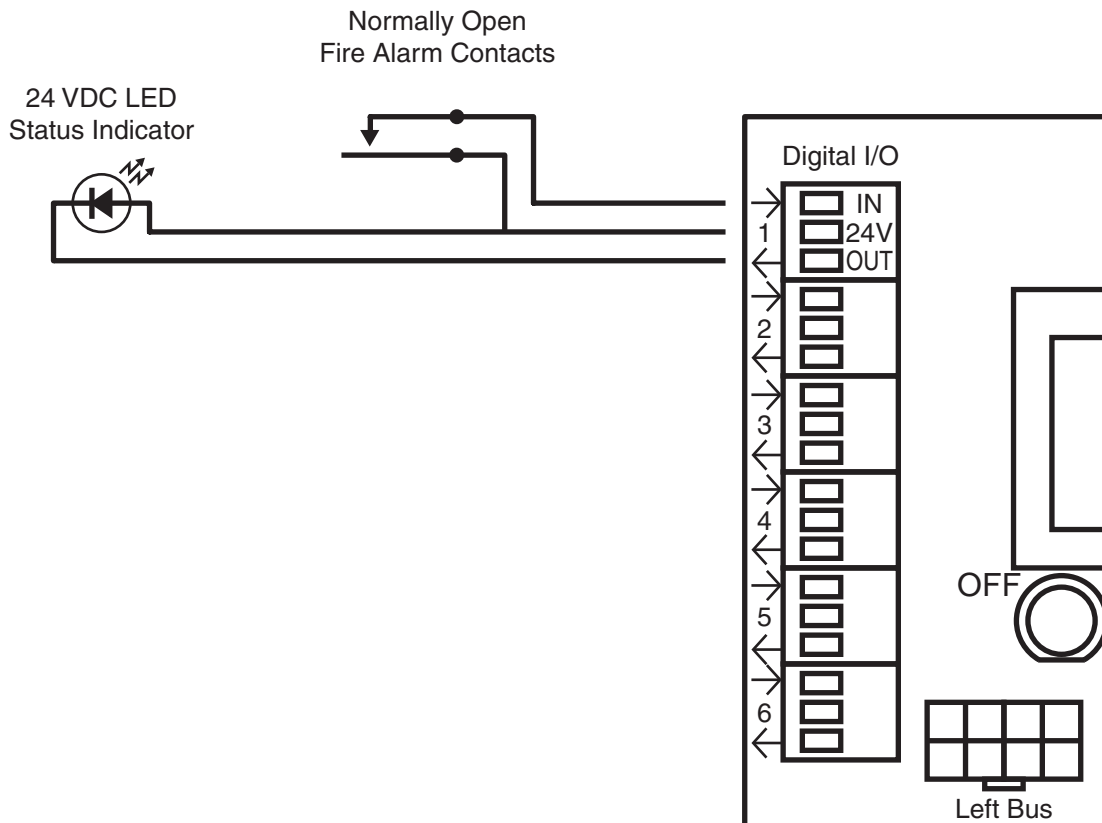 Normally Open
Fire Alarm Contacts
24 VDC LED
Status Indicator
Digital I/O
IN
1 24V
OUT
2
3
4
OFF
5
6
Left Bus